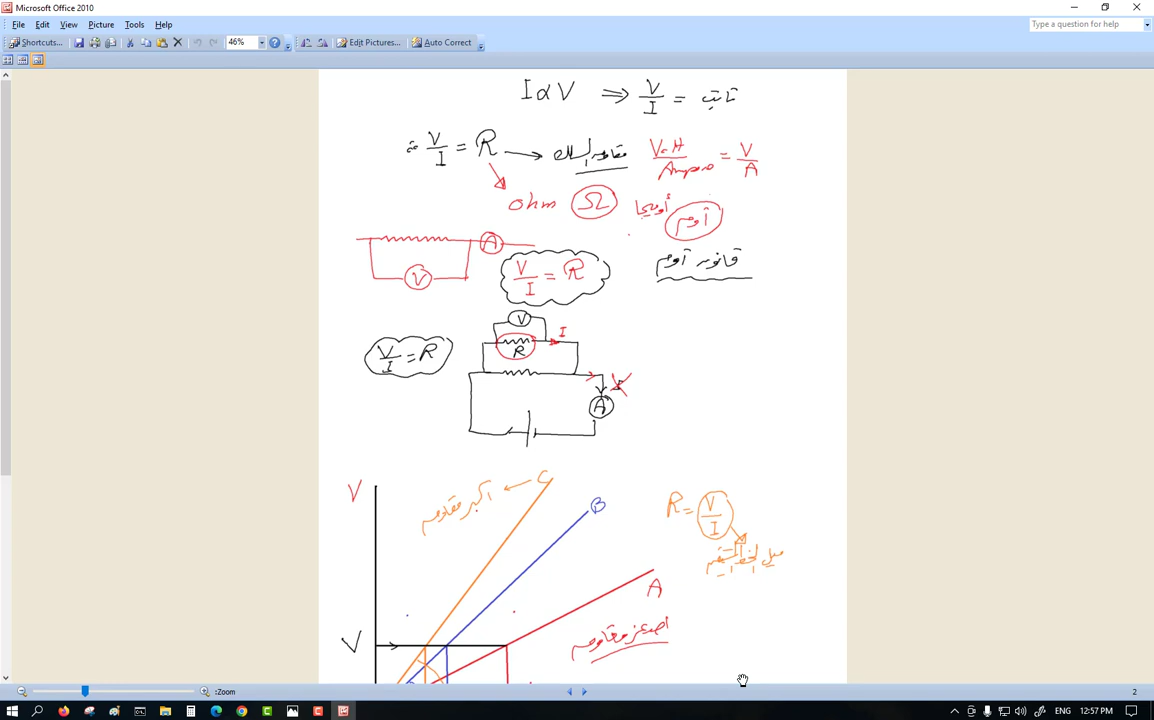 Microsoft Office 2010
File Edit View Picture Tools Help
Type a question for help
Shortcuts... 46% Edit Pictures... Auto Correct
I α V ⇒ V/I = ثابت
∴ V/I = R → مقاومة السلك
Volt/Ampere = V/A
ohm Ω أوميجا أوم
A
V
V/I = R
قانون أوم
V
I
R
V/I = R
A
V
أكبر مقاومة ← C
B
R = V/I
ميل الخط المستقيم
A
أصغر مقاومة
V
Zoom:
2
12:57 PM
ENG